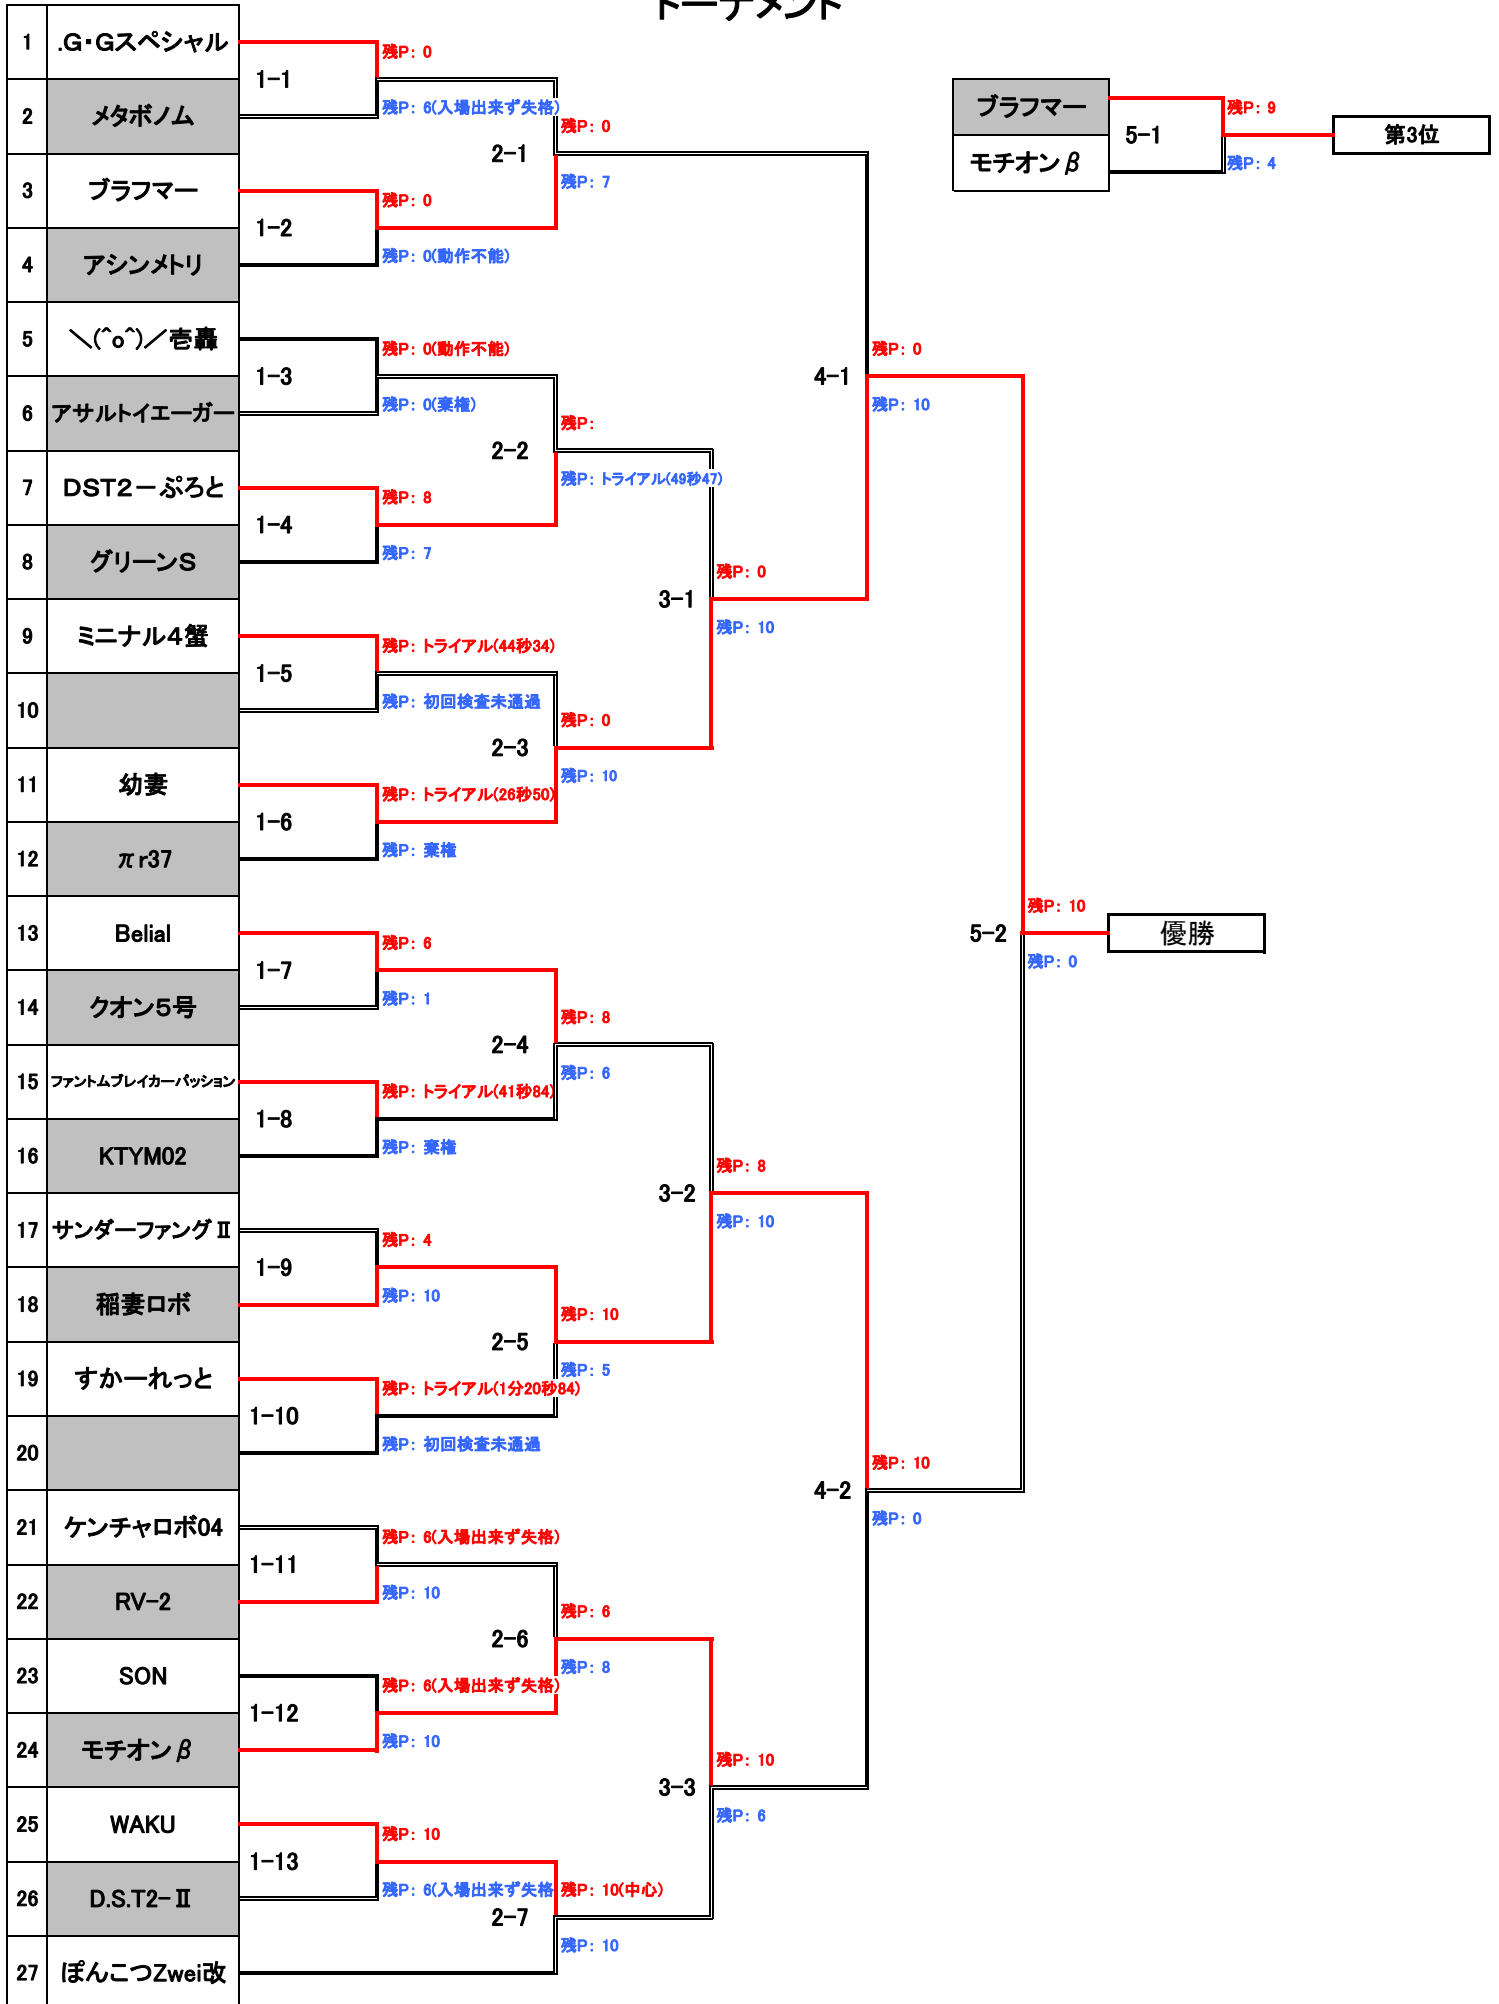 トーナメント
1 .G・Gスペシャル
残P: 0
1-1
2 メタボノム
残P: 6(入場出来ず失格)
残P: 0
2-1
残P: 7
3 ブラフマー
残P: 0
1-2
4 アシンメトリ
残P: 0(動作不能)
ブラフマー
残P: 9
5-1
第3位
モチオンβ
残P: 4
5 ＼(^o^)／壱轟
残P: 0(動作不能)
1-3
6 アサルトイエーガー
残P: 0(棄権)
残P: 0
4-1
残P: 10
残P:
2-2
残P: トライアル(49秒47)
7 DST2－ぷろと
残P: 8
1-4
8 グリーンS
残P: 7
残P: 0
3-1
残P: 10
9 ミニナル4蟹
残P: トライアル(44秒34)
1-5
10
残P: 初回検査未通過
残P: 0
2-3
残P: 10
11 幼妻
残P: トライアル(26秒50)
1-6
12 πr37
残P: 棄権
13 Belial
残P: 6
1-7
14 クオン5号
残P: 1
残P: 10
5-2
優勝
残P: 0
残P: 8
2-4
残P: 6
15 ファントムブレイカーパッション
残P: トライアル(41秒84)
1-8
16 KTYM02
残P: 棄権
残P: 8
3-2
残P: 10
17 サンダーファングⅡ
残P: 4
1-9
18 稲妻ロボ
残P: 10
残P: 10
2-5
残P: 5
19 すかーれっと
残P: トライアル(1分20秒84)
1-10
20
残P: 初回検査未通過
残P: 10
4-2
残P: 0
21 ケンチャロボ04
残P: 6(入場出来ず失格)
1-11
22 RV-2
残P: 10
残P: 6
2-6
残P: 8
23 SON
残P: 6(入場出来ず失格)
1-12
24 モチオンβ
残P: 10
残P: 10
3-3
残P: 6
25 WAKU
残P: 10
1-13
26 D.S.T2-Ⅱ
残P: 6(入場出来ず失格
残P: 10(中心)
2-7
残P: 10
27 ぽんこつZwei改